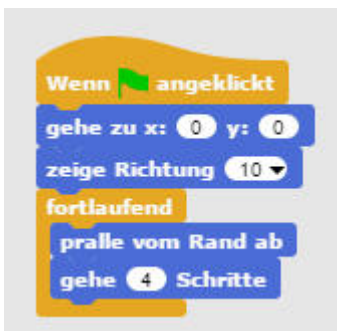 Wenn angeklickt
gehe zu x: 0 y: 0
zeige Richtung 10
fortlaufend
pralle vom Rand ab
gehe 4 Schritte